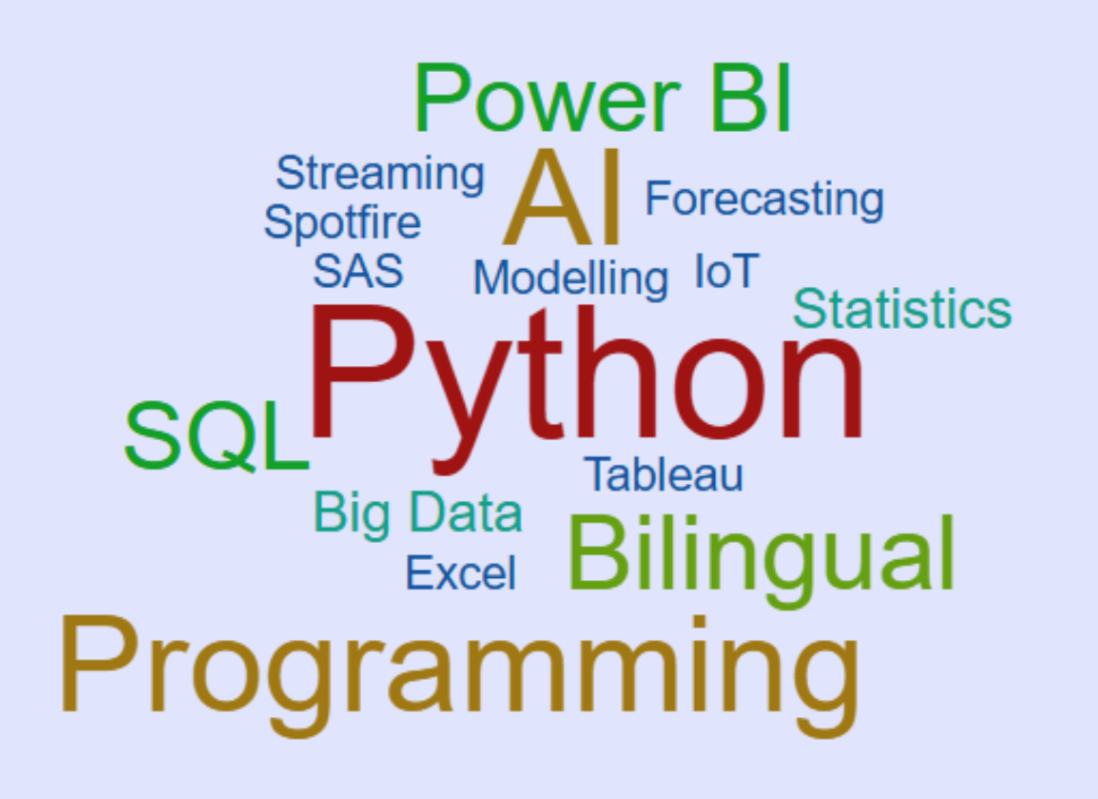 Power BI
Streaming
AI
Forecasting
Spotfire
SAS
Modelling
IoT
Statistics
Python
SQL
Tableau
Big Data
Bilingual
Excel
Programming